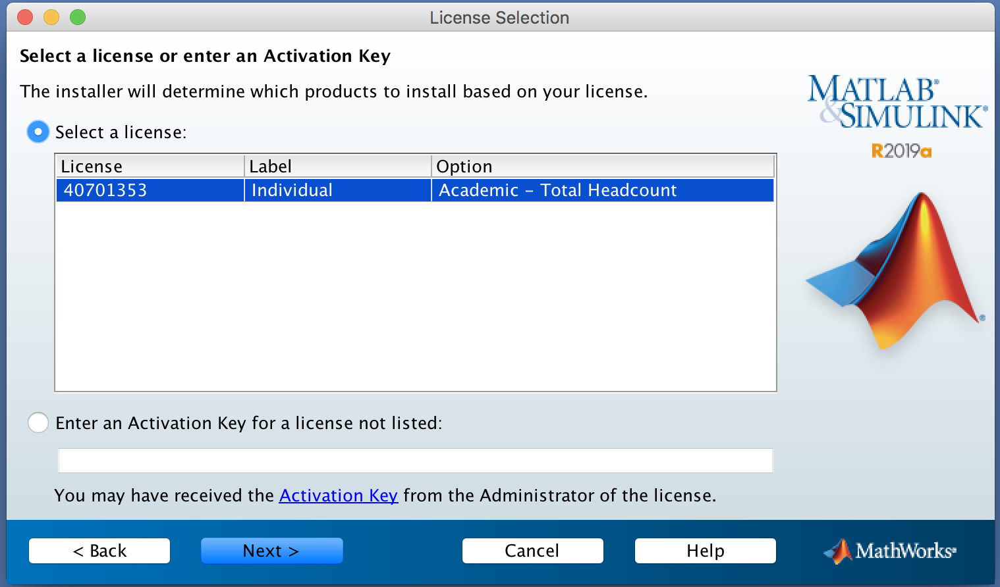 License Selection
Select a license or enter an Activation Key
The installer will determine which products to install based on your license.
MATLAB®
&SIMULINK®
R2019a
Select a license:
License Label Option
40701353 Individual Academic – Total Headcount
®
Enter an Activation Key for a license not listed:
You may have received the Activation Key from the Administrator of the license.
< Back Next > Cancel Help MathWorks®